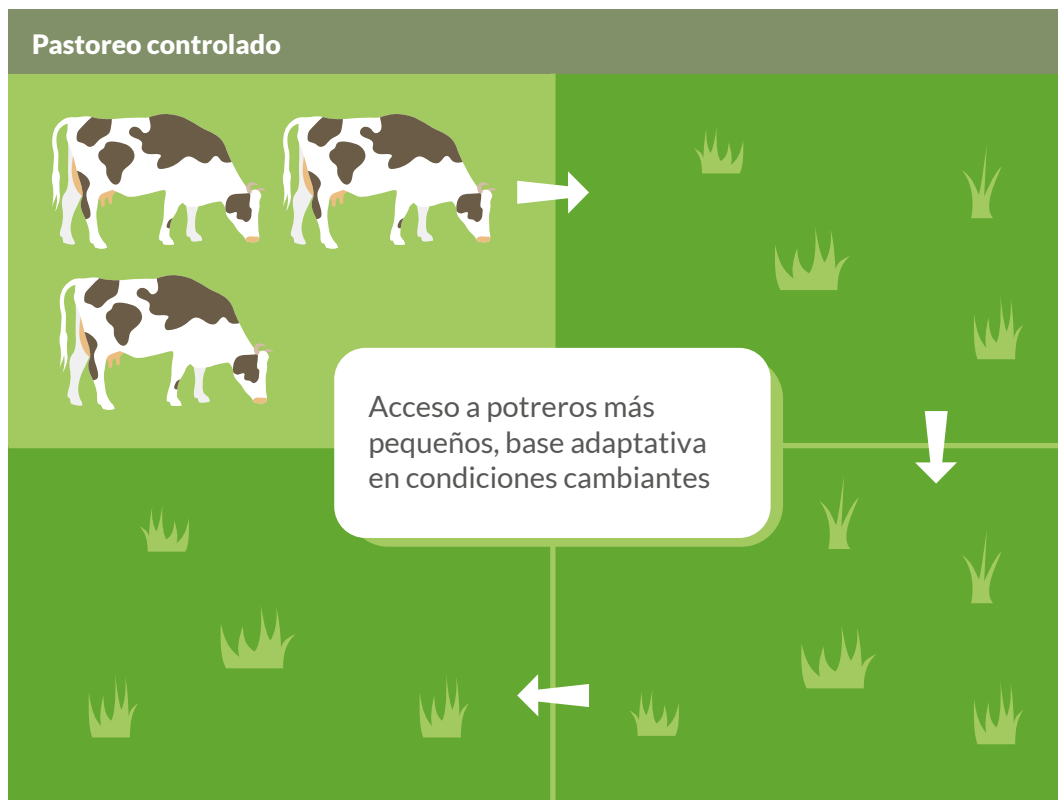 Pastoreo controlado
Acceso a potreros más
pequeños, base adaptativa
en condiciones cambiantes